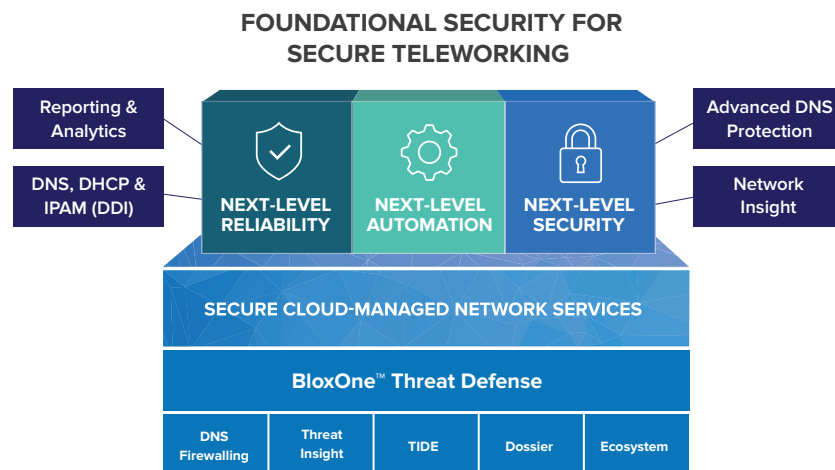 FOUNDATIONAL SECURITY FOR
SECURE TELEWORKING
Reporting &
Analytics
DNS, DHCP &
IPAM (DDI)
NEXT-LEVEL
RELIABILITY
NEXT-LEVEL
AUTOMATION
NEXT-LEVEL
SECURITY
Advanced DNS
Protection
Network
Insight
SECURE CLOUD-MANAGED NETWORK SERVICES
BloxOne™ Threat Defense
DNS
Firewalling
Threat
Insight
TIDE
Dossier
Ecosystem